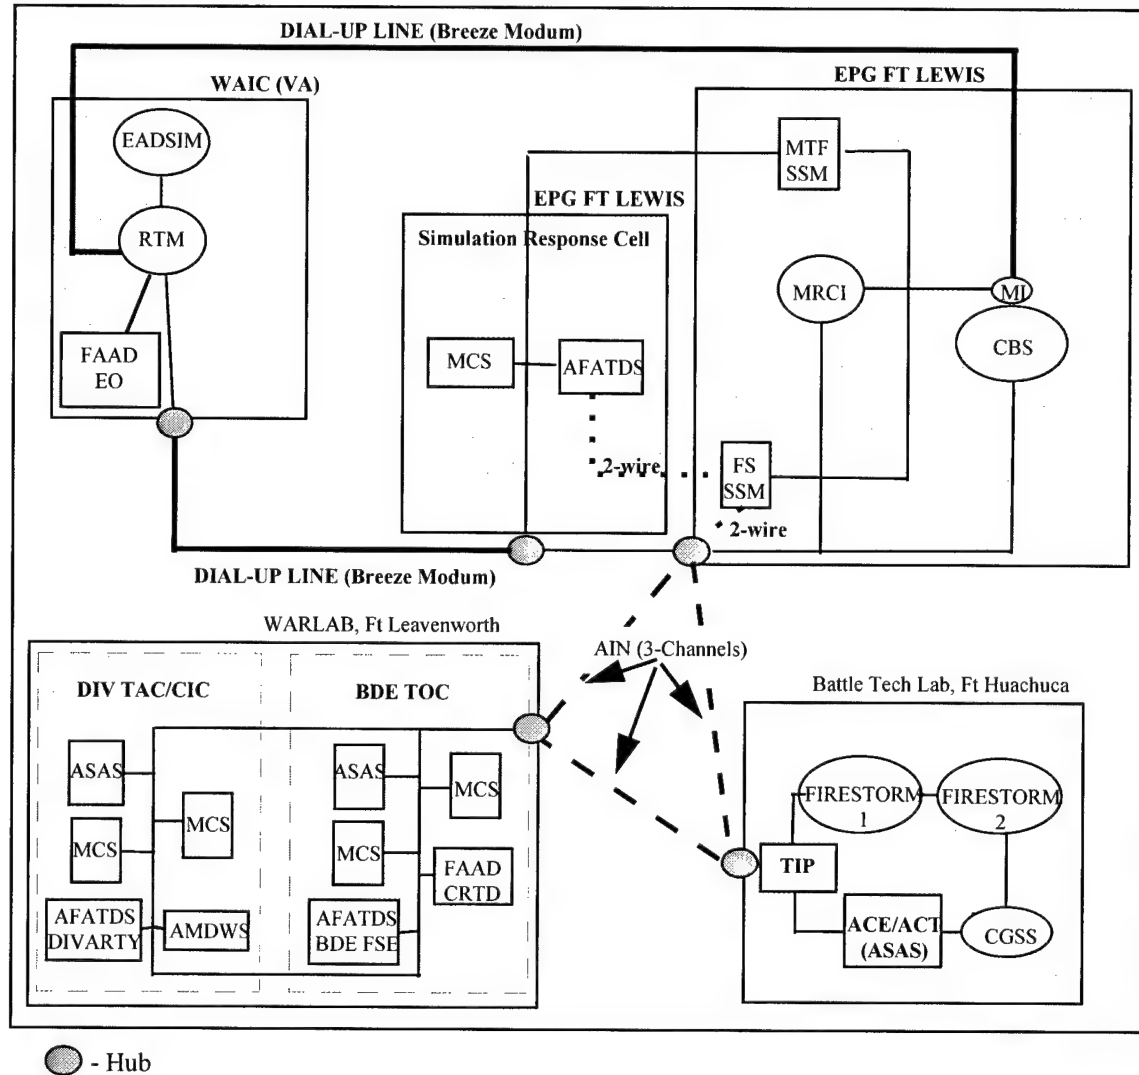 DIAL-UP LINE (Breeze Modum)
WAIC (VA)
EADSIM
RTM
FAAD
EO
EPG FT LEWIS
MTF
SSM
MRCI
MI
CBS
FS
SSM
2-wire
EPG FT LEWIS
Simulation Response Cell
MCS
AFATDS
2-wire
DIAL-UP LINE (Breeze Modum)
WARLAB, Ft Leavenworth
DIV TAC/CIC
ASAS
MCS
MCS
AFATDS
DIVARTY
AMDWS
BDE TOC
ASAS
MCS
MCS
FAAD
CRTD
AFATDS
BDE FSE
AIN (3-Channels)
Battle Tech Lab, Ft Huachuca
FIRESTORM
1
FIRESTORM
2
TIP
ACE/ACT
(ASAS)
CGSS
- Hub